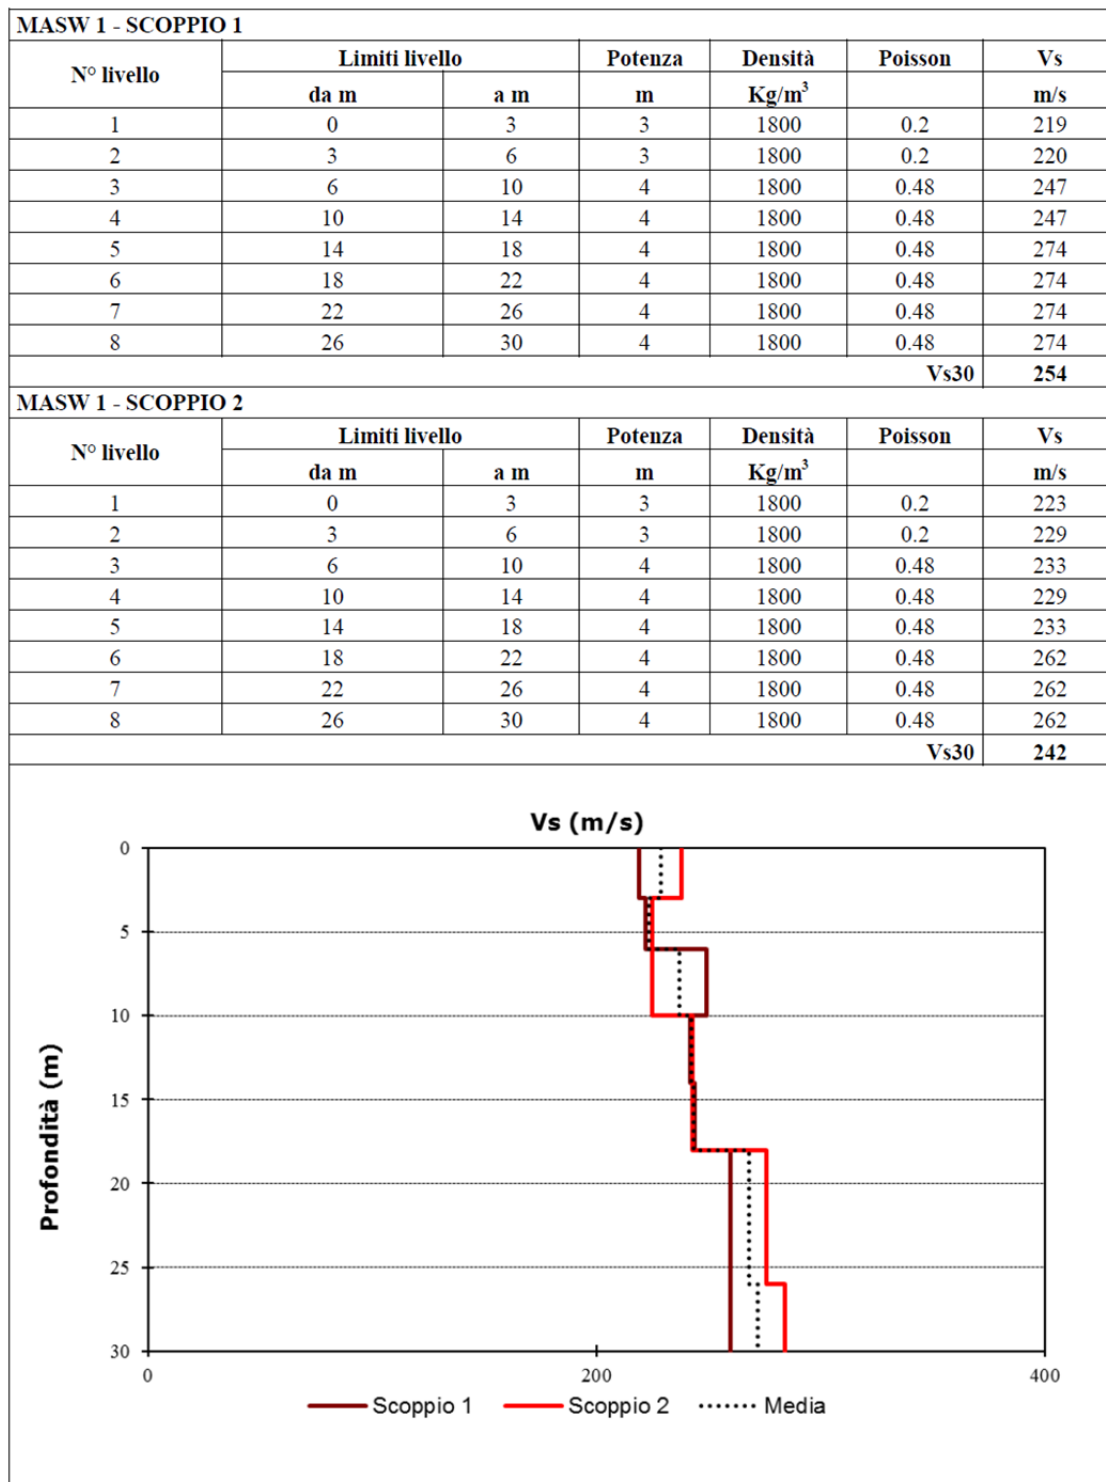 MASW 1 - SCOPPIO 1
N° livello Limiti livello Potenza Densità Poisson Vs
da m a m m Kg/m³ m/s
1 0 3 3 1800 0.2 219
2 3 6 3 1800 0.2 220
3 6 10 4 1800 0.48 247
4 10 14 4 1800 0.48 247
5 14 18 4 1800 0.48 274
6 18 22 4 1800 0.48 274
7 22 26 4 1800 0.48 274
8 26 30 4 1800 0.48 274
Vs30 254
MASW 1 - SCOPPIO 2
N° livello Limiti livello Potenza Densità Poisson Vs
da m a m m Kg/m³ m/s
1 0 3 3 1800 0.2 223
2 3 6 3 1800 0.2 229
3 6 10 4 1800 0.48 233
4 10 14 4 1800 0.48 229
5 14 18 4 1800 0.48 233
6 18 22 4 1800 0.48 262
7 22 26 4 1800 0.48 262
8 26 30 4 1800 0.48 262
Vs30 242
Vs (m/s)
Profondità (m)
0
5
10
15
20
25
30
0 200 400
Scoppio 1 Scoppio 2 Media